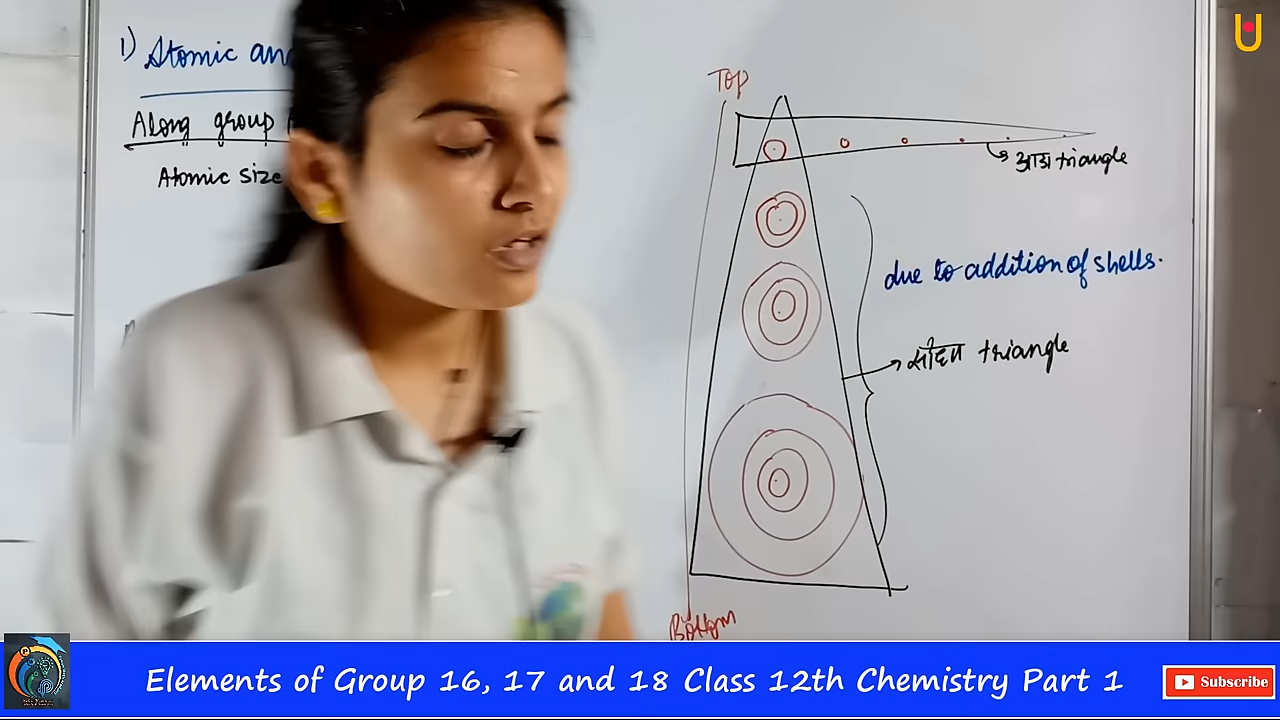 1) Atomic an
Along group
Atomic size
Top
आडा triangle
due to addition of shells.
triangle
Bottom
Elements of Group 16, 17 and 18 Class 12th Chemistry Part 1
Subscribe